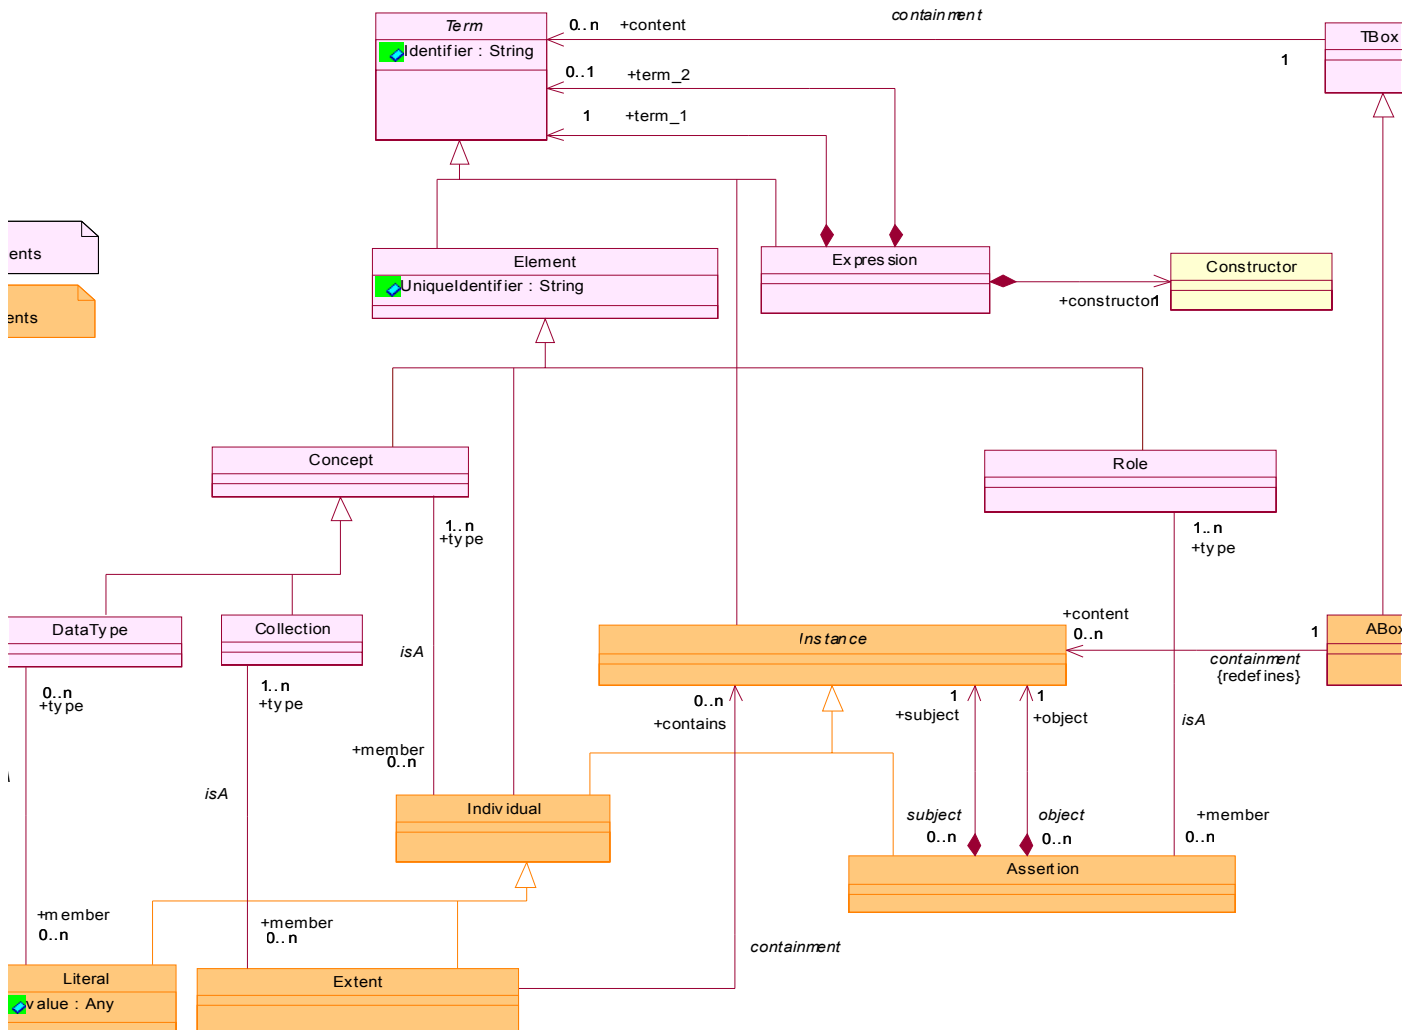 Term
Identifier : String
0..n +content
containment
TBox
1
0..1 +term_2
1 +term_1
ents
ents
Element
UniqueIdentifier : String
Expression
Constructor
+constructor
1
Concept
Role
1..n
+type
1..n
+type
DataType
Collection
Instance
+content
0..n
1
ABox
containment
{redefines}
isA
0..n
+type
1..n
+type
0..n
+contains
1
+subject
1
+object
isA
+member
0..n
isA
Individual
subject
0..n
object
0..n
+member
0..n
Assertion
+member
0..n
+member
0..n
containment
Literal
value : Any
Extent